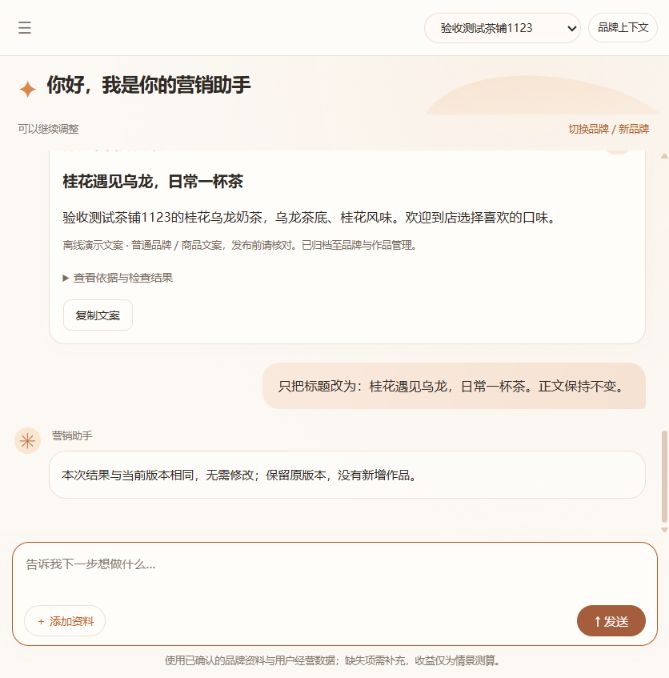 验收测试茶铺1123
品牌上下文
你好，我是你的营销助手
可以继续调整
切换品牌 / 新品牌
桂花遇见乌龙，日常一杯茶
验收测试茶铺1123的桂花乌龙奶茶，乌龙茶底、桂花风味。欢迎到店选择喜欢的口味。
离线演示文案 · 普通品牌 / 商品文案，发布前请核对。已归档至品牌与作品管理。
查看依据与检查结果
复制文案
只把标题改为：桂花遇见乌龙，日常一杯茶。正文保持不变。
营销助手
本次结果与当前版本相同，无需修改；保留原版本，没有新增作品。
告诉我下一步想做什么...
+ 添加资料
↑ 发送
使用已确认的品牌资料与用户经营数据；缺失项需补充，收益仅为情景测算。